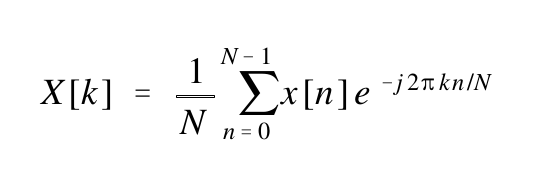 X[k] = 1/N ∑_{n=0}^{N−1} x[n] e^{−j2πkn/N}